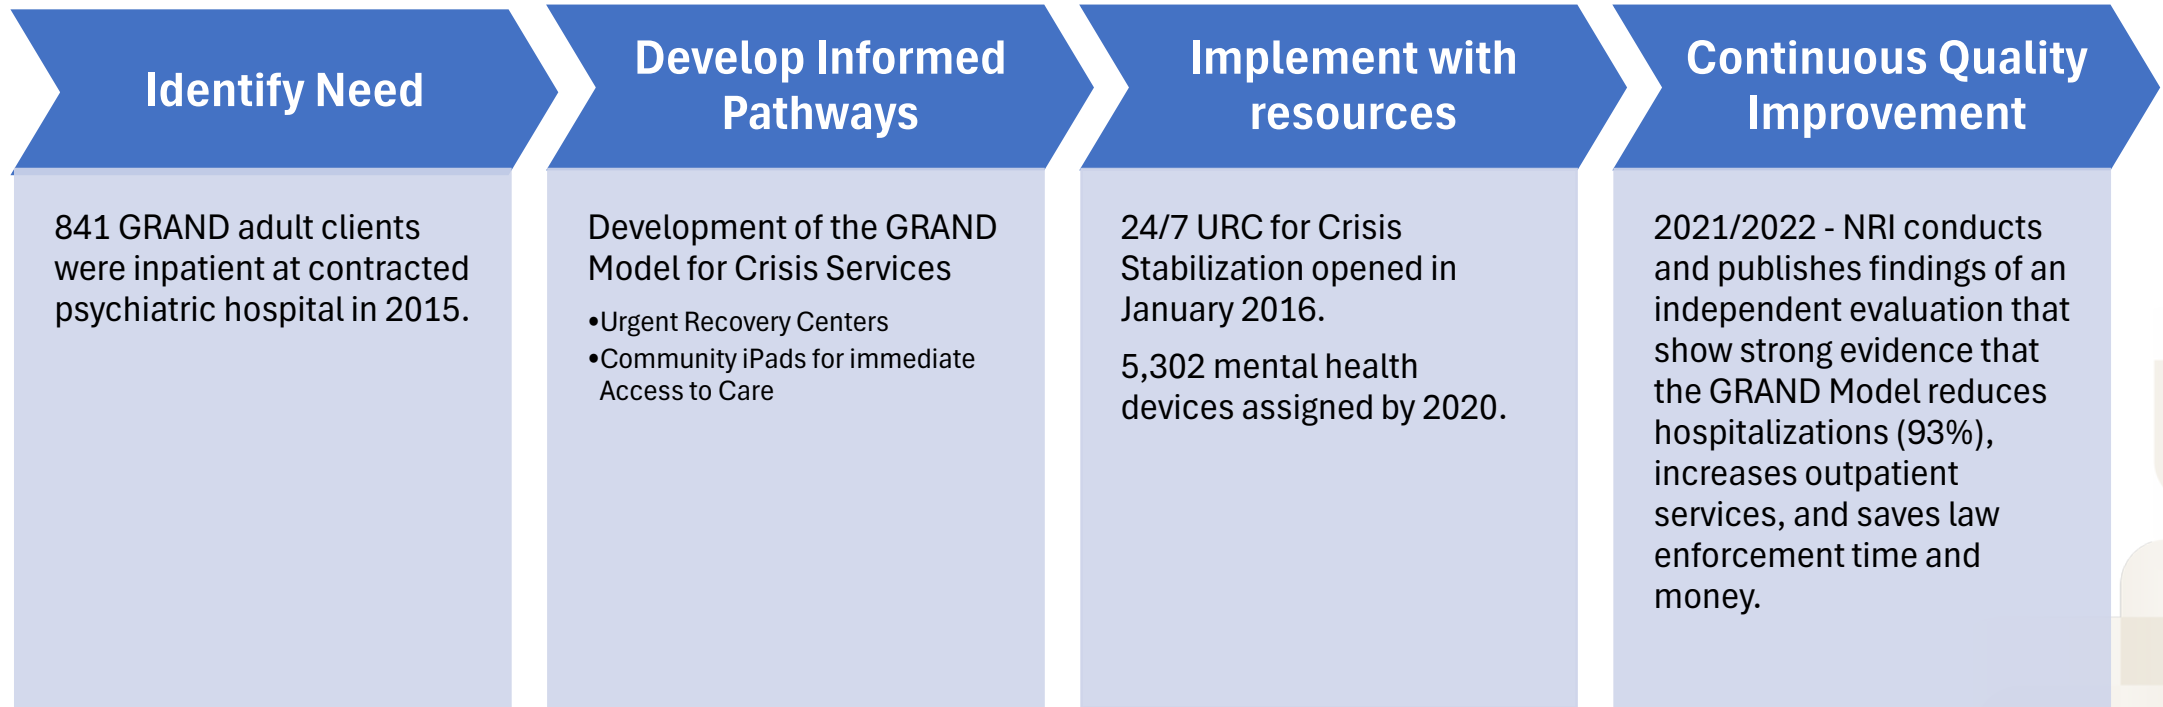 Identify Need
841 GRAND adult clients
were inpatient at contracted
psychiatric hospital in 2015.
Develop Informed
Pathways
Development of the GRAND
Model for Crisis Services
•Urgent Recovery Centers
•Community iPads for immediate
Access to Care
Implement with
resources
24/7 URC for Crisis
Stabilization opened in
January 2016.
5,302 mental health
devices assigned by 2020.
Continuous Quality
Improvement
2021/2022 - NRI conducts
and publishes findings of an
independent evaluation that
show strong evidence that
the GRAND Model reduces
hospitalizations (93%),
increases outpatient
services, and saves law
enforcement time and
money.